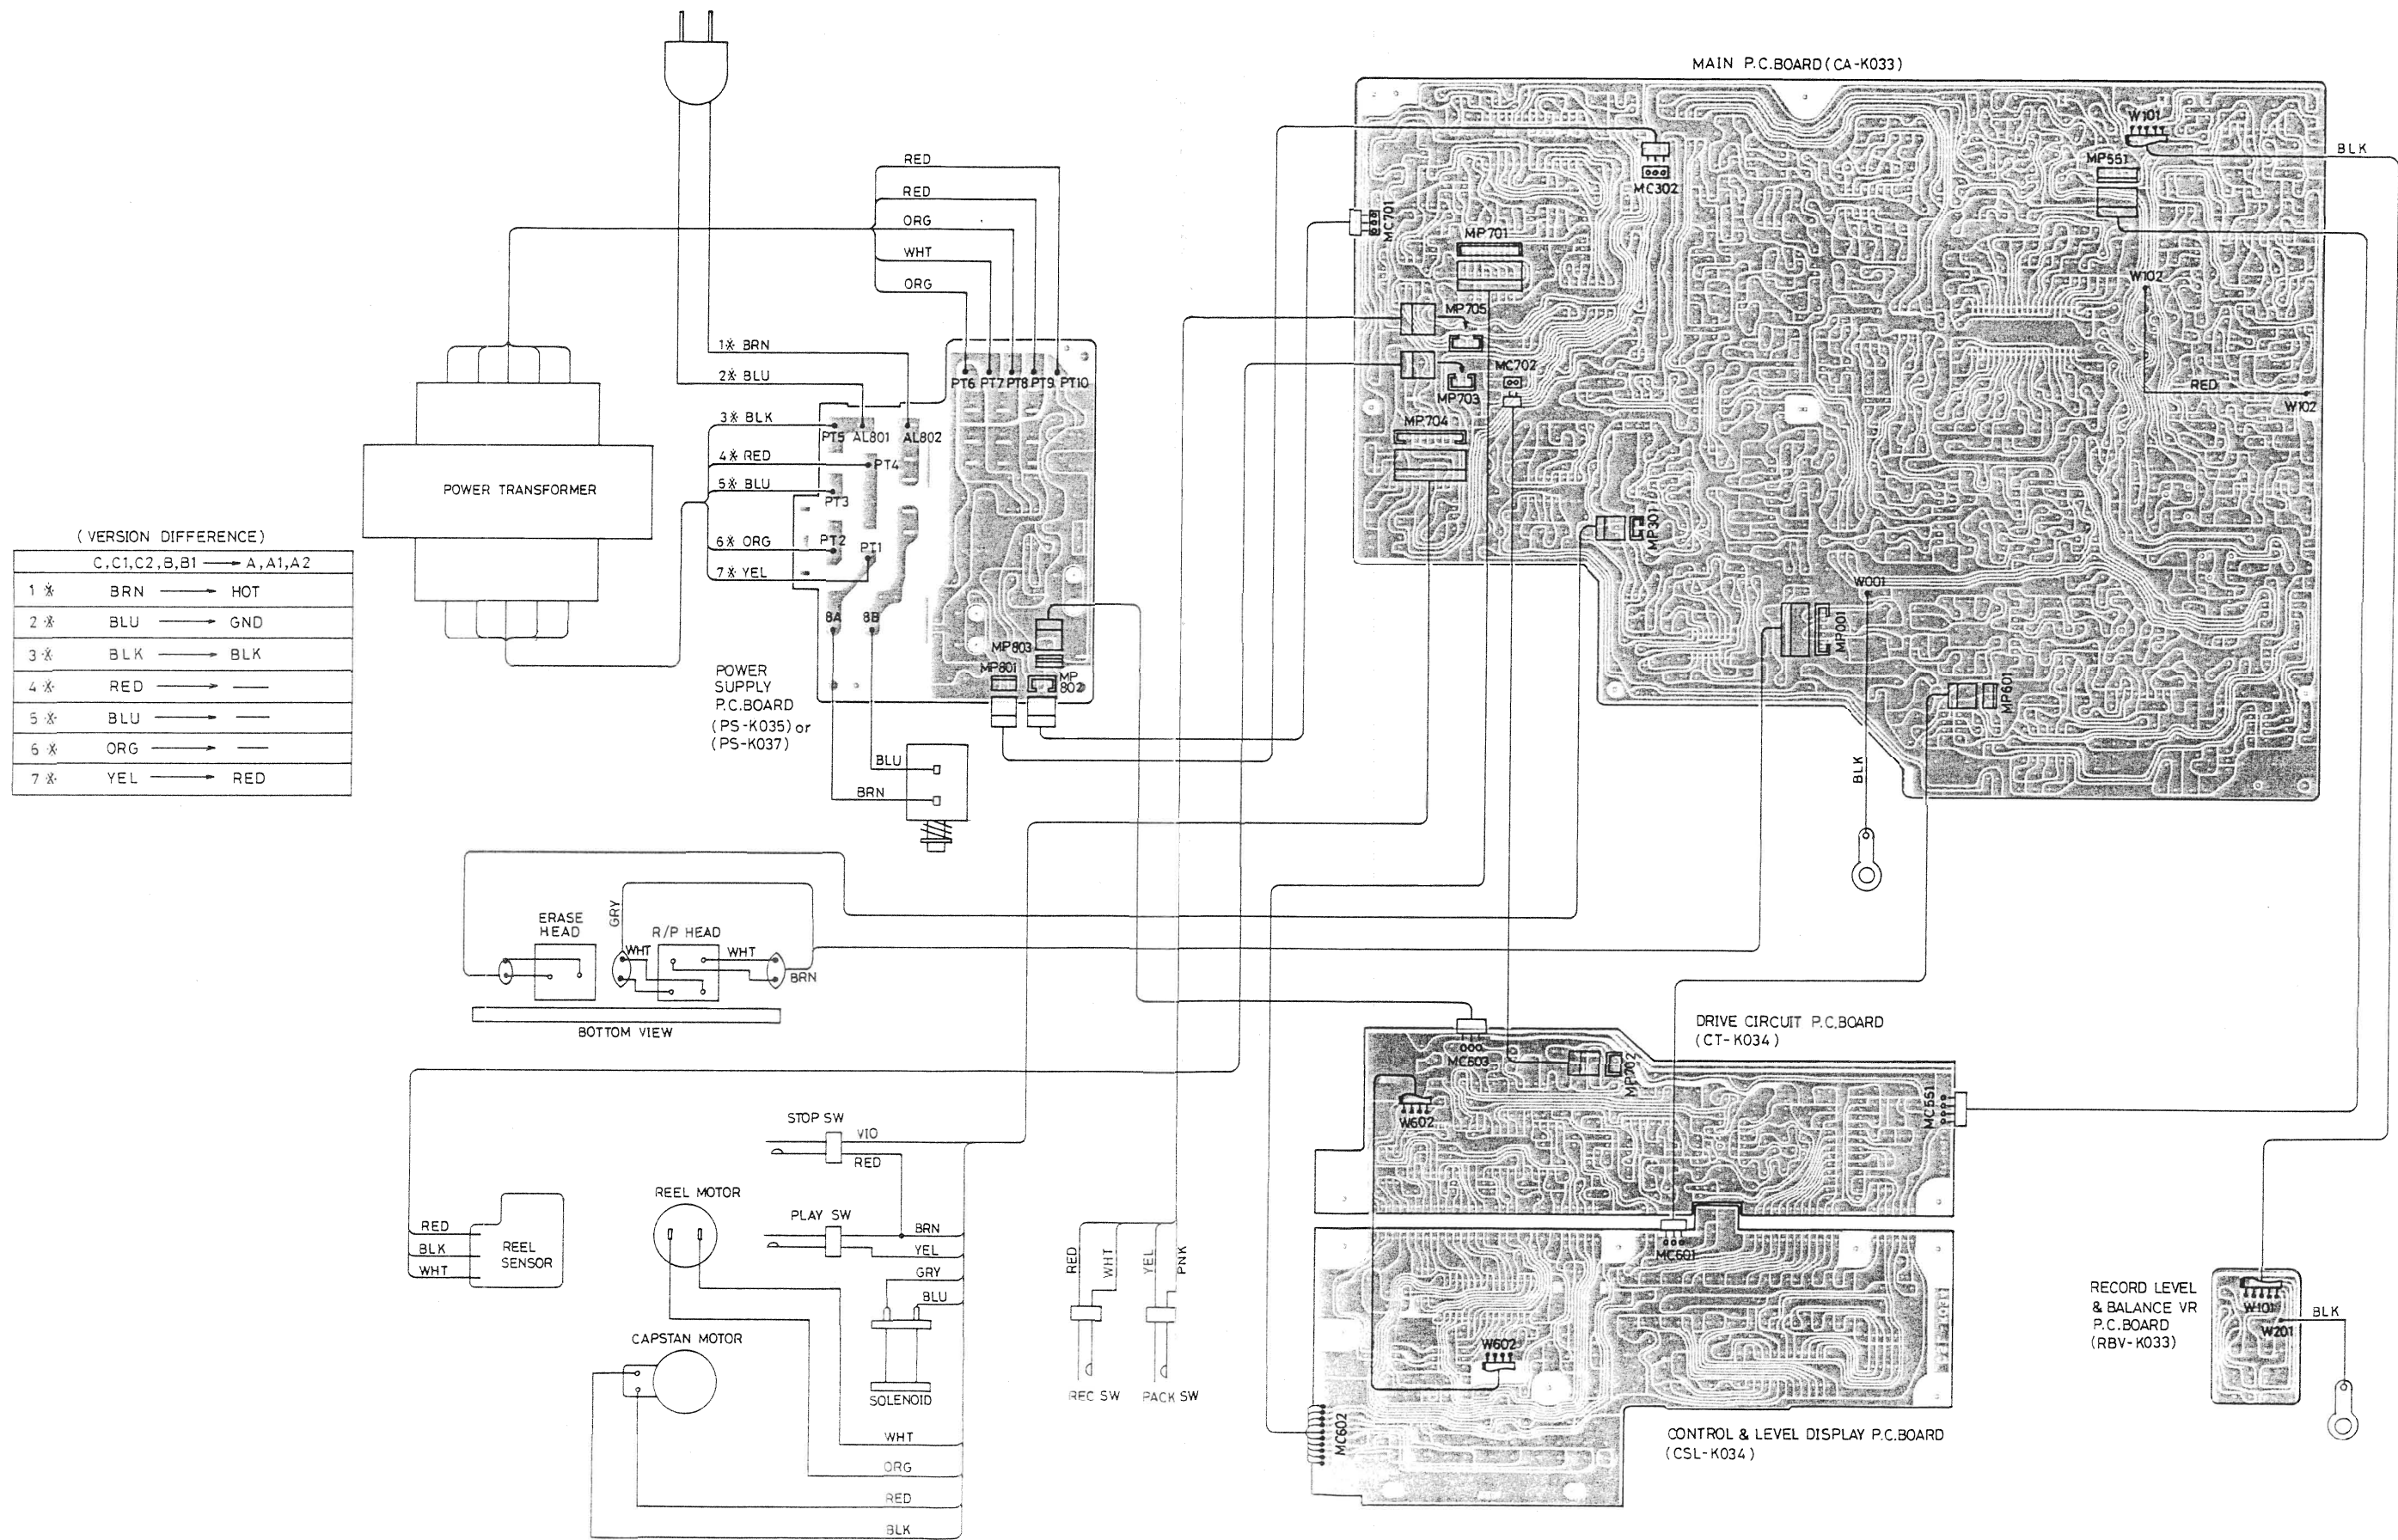 MAIN P.C.BOARD(CA-K033)
W101
BLK
MP551
MC302
MC701
MP701
MP705
MC702
MP703
MP704
W102
RED
W102
MP301
W001
MP001
MP601
BLK
RED
RED
ORG
WHT
ORG
1※ BRN
2※ BLU
3※ BLK
4※ RED
5※ BLU
6※ ORG
7※ YEL
PT6 PT7 PT8 PT9 PT10
PT5 AL801 AL802
PT4
PT3
PT2 PT1
8A 8B
MP803
MP801
MP
802
POWER TRANSFORMER
POWER
SUPPLY
P.C.BOARD
(PS-K035) or
(PS-K037)
BLU
BRN
(VERSION DIFFERENCE)
C,C1,C2,B,B1 → A,A1,A2
1 ※ BRN → HOT
2 ※ BLU → GND
3 ※ BLK → BLK
4 ※ RED → —
5 ※ BLU → —
6 ※ ORG → —
7 ※ YEL → RED
ERASE
HEAD
GRY
R/P HEAD
WHT
WHT
BRN
BOTTOM VIEW
STOP SW
VIO
RED
REEL MOTOR
PLAY SW
BRN
YEL
GRY
BLU
RED
BLK
WHT
REEL
SENSOR
CAPSTAN MOTOR
SOLENOID
WHT
ORG
RED
BLK
RED
WHT
YEL
PNK
REC SW
PACK SW
DRIVE CIRCUIT P.C.BOARD
(CT-K034)
MC603
MP702
W602
MC551
MC601
W602
MC602
CONTROL & LEVEL DISPLAY P.C.BOARD
(CSL-K034)
RECORD LEVEL
& BALANCE VR
P.C.BOARD
(RBV-K033)
W101
W201
BLK